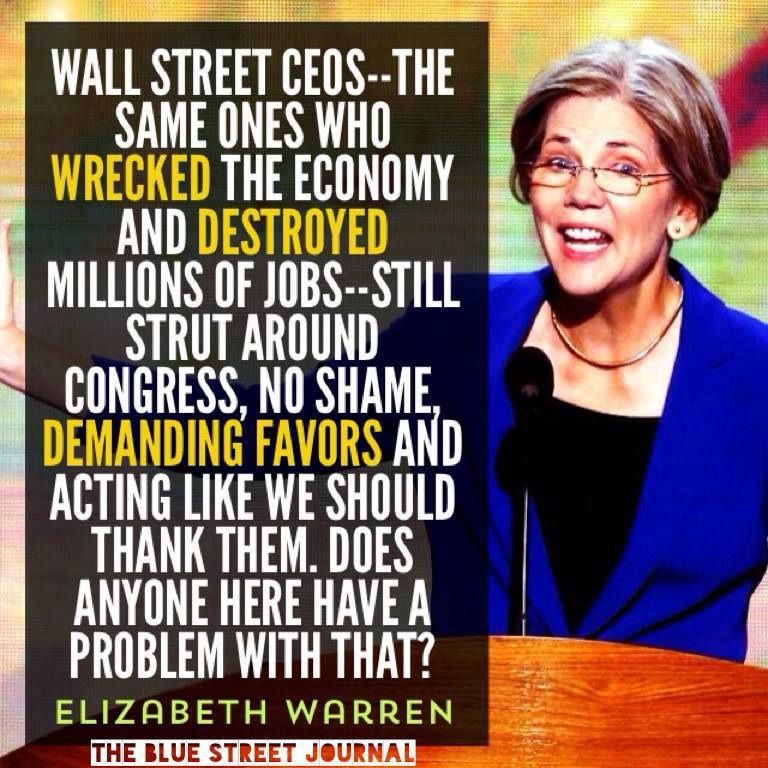 WALL STREET CEOS--THE
SAME ONES WHO
WRECKED THE ECONOMY
AND DESTROYED
MILLIONS OF JOBS--STILL
STRUT AROUND
CONGRESS, NO SHAME,
DEMANDING FAVORS AND
ACTING LIKE WE SHOULD
THANK THEM. DOES
ANYONE HERE HAVE A
PROBLEM WITH THAT?
ELIZABETH WARREN
THE BLUE STREET JOURNAL